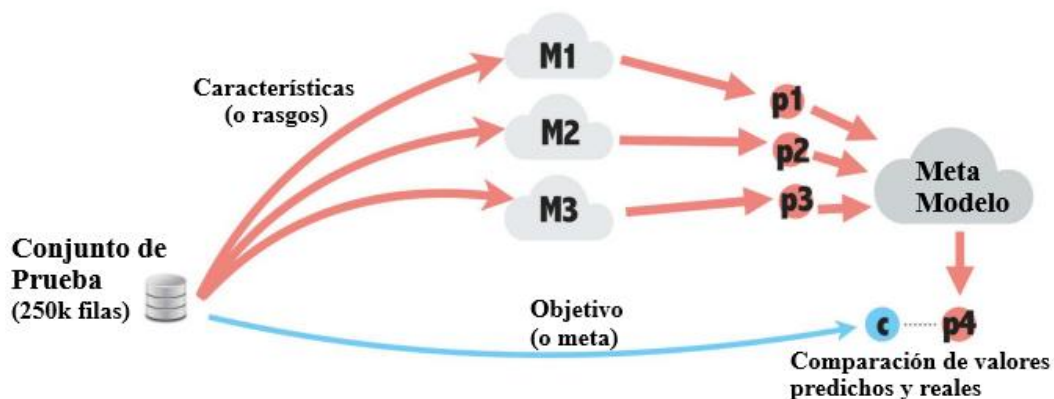 Características
(o rasgos)
M1
M2
M3
p1
p2
p3
Meta
Modelo
Conjunto de
Prueba
(250k filas)
Objetivo
(o meta)
c
p4
Comparación de valores
predichos y reales